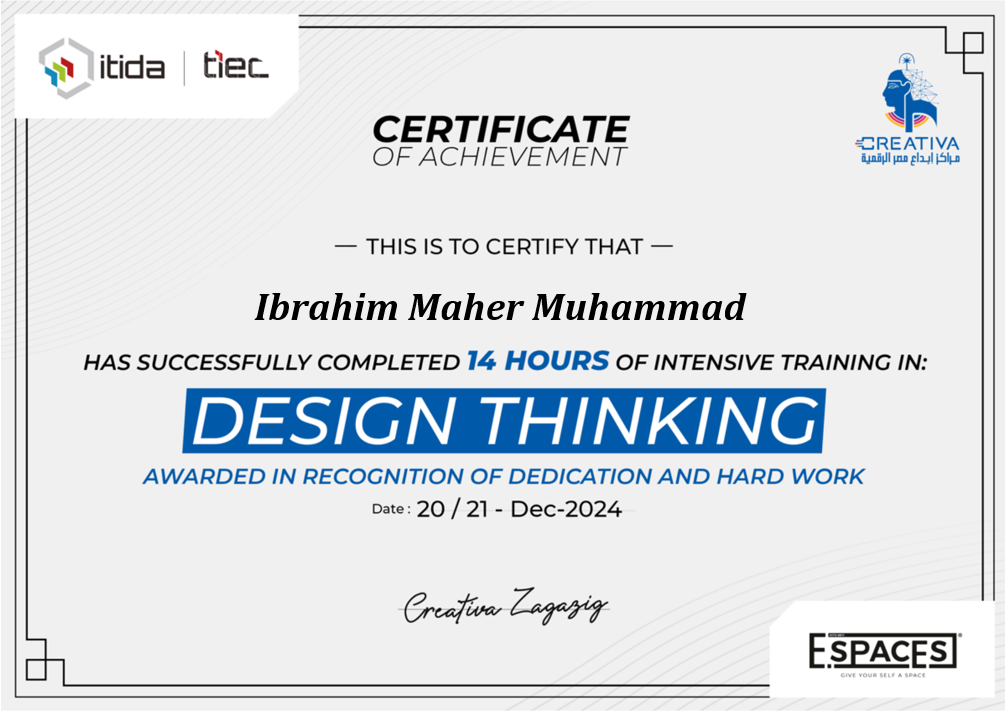 itida | tiec
CERTIFICATE
OF ACHIEVEMENT
CREATIVA
مراكز ابداع مصر الرقمية
— THIS IS TO CERTIFY THAT —
Ibrahim Maher Muhammad
HAS SUCCESSFULLY COMPLETED 14 HOURS OF INTENSIVE TRAINING IN:
DESIGN THINKING
AWARDED IN RECOGNITION OF DEDICATION AND HARD WORK
Date : 20 / 21 - Dec-2024
Creativa Zagazig
E.SPACES®
GIVE YOUR SELF A SPACE